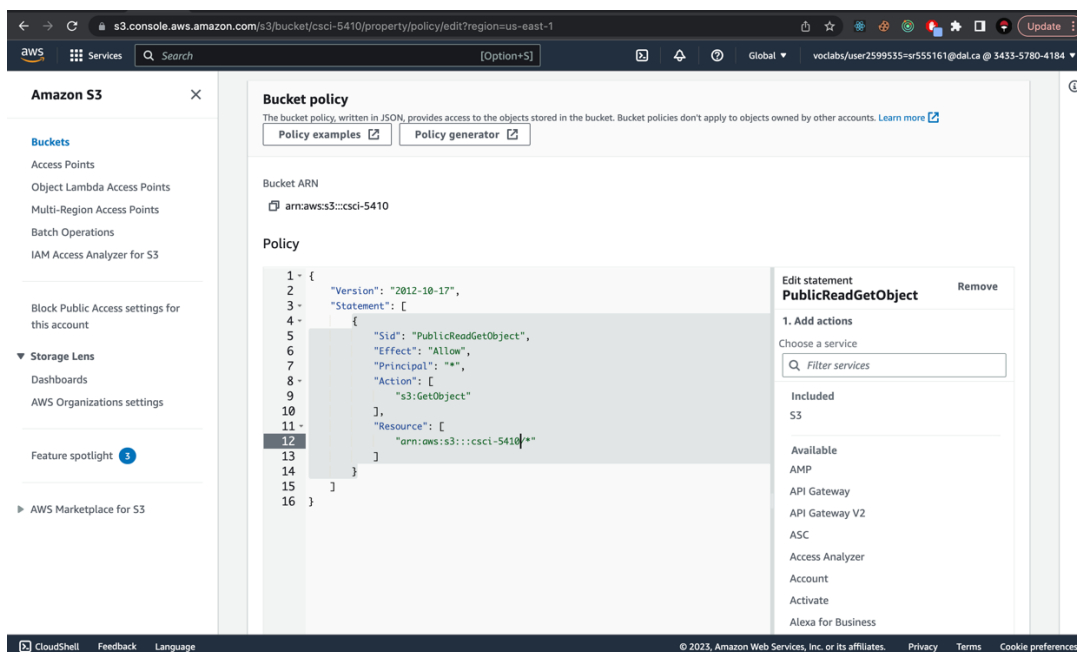 s3.console.aws.amazon.com/s3/bucket/csci-5410/property/policy/edit?region=us-east-1
Update
aws Services Search [Option+S] Global voclabs/user2599535=sr555161@dal.ca @ 3433-5780-4184
Amazon S3
Buckets
Access Points
Object Lambda Access Points
Multi-Region Access Points
Batch Operations
IAM Access Analyzer for S3
Block Public Access settings for
this account
Storage Lens
Dashboards
AWS Organizations settings
Feature spotlight 3
AWS Marketplace for S3
Bucket policy
The bucket policy, written in JSON, provides access to the objects stored in the bucket. Bucket policies don't apply to objects owned by other accounts. Learn more
Policy examples Policy generator
Bucket ARN
arn:aws:s3:::csci-5410
Policy
1 {
2 "Version": "2012-10-17",
3 "Statement": [
4 {
5 "Sid": "PublicReadGetObject",
6 "Effect": "Allow",
7 "Principal": "*",
8 "Action": [
9 "s3:GetObject"
10 ],
11 "Resource": [
12 "arn:aws:s3:::csci-5410/*"
13 ]
14 }
15 ]
16 }
Edit statement
PublicReadGetObject
Remove
1. Add actions
Choose a service
Filter services
Included
S3
Available
AMP
API Gateway
API Gateway V2
ASC
Access Analyzer
Account
Activate
Alexa for Business
CloudShell Feedback Language © 2023, Amazon Web Services, Inc. or its affiliates. Privacy Terms Cookie preferences